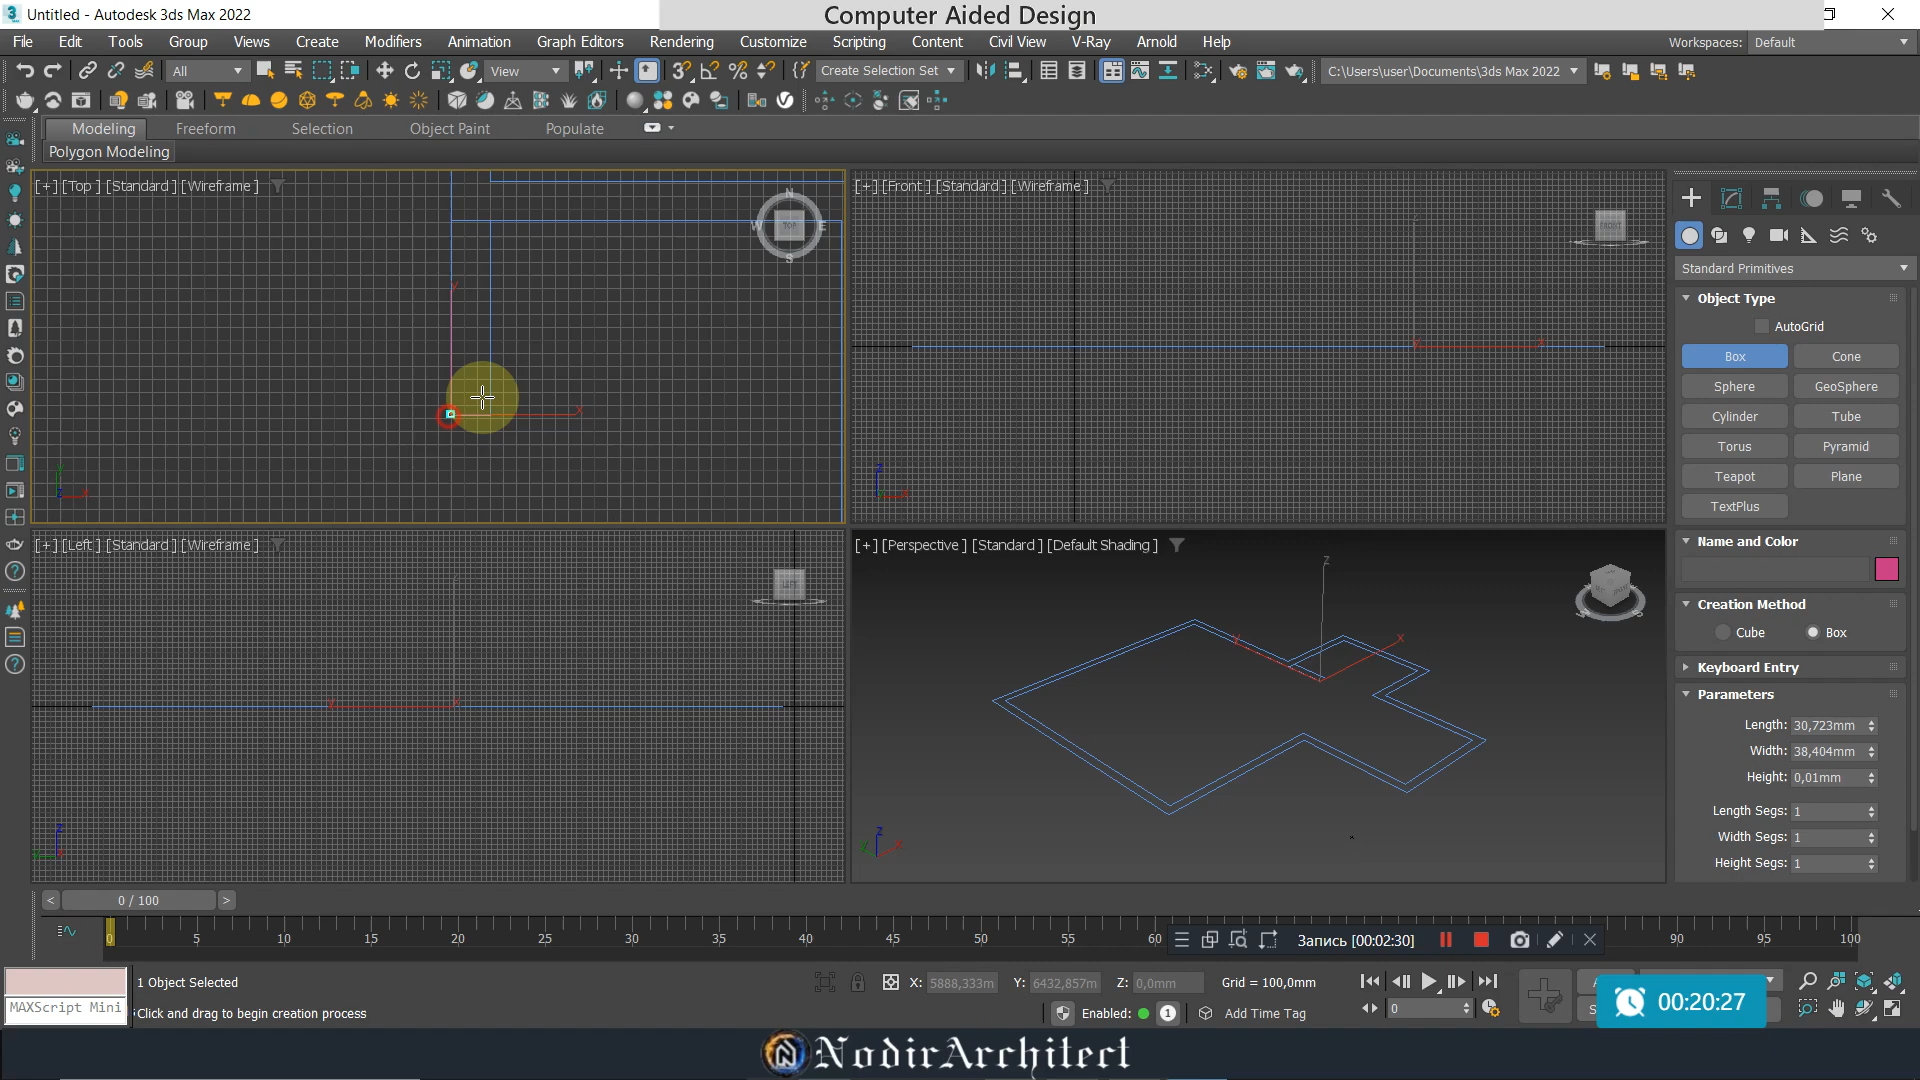 Untitled - Autodesk 3ds Max 2022
Computer Aided Design
File Edit Tools Group Views Create Modifiers Animation Graph Editors Rendering Customize Scripting Content Civil View V-Ray Arnold Help
Workspaces: Default
All View Create Selection Set C:\Users\user\Documents\3ds Max 2022
Modeling Freeform Selection Object Paint Populate
Polygon Modeling
[+] [Top ] [Standard ] [Wireframe ]
[+] [Front ] [Standard ] [Wireframe ]
N
W TOP E
S
FRONT
Standard Primitives
Object Type
AutoGrid
Box Cone
Sphere GeoSphere
Cylinder Tube
Torus Pyramid
Teapot Plane
TextPlus
[+] [Left ] [Standard ] [Wireframe ]
[+] [Perspective ] [Standard ] [Default Shading ]
LEFT
Name and Color
Creation Method
Cube Box
Keyboard Entry
Parameters
Length: 30,723mm
Width: 38,404mm
Height: 0,01mm
Length Segs: 1
Width Segs: 1
Height Segs: 1
< 0 / 100 >
0 5 10 15 20 25 30 35 40 45 50 55 60 90 95 100
Запись [00:02:30]
1 Object Selected
X: 5888,333m Y: 6432,857m Z: 0,0mm Grid = 100,0mm
MAXScript Mini
Click and drag to begin creation process
Enabled: 1 Add Time Tag
0
00:20:27
NodirArchitect